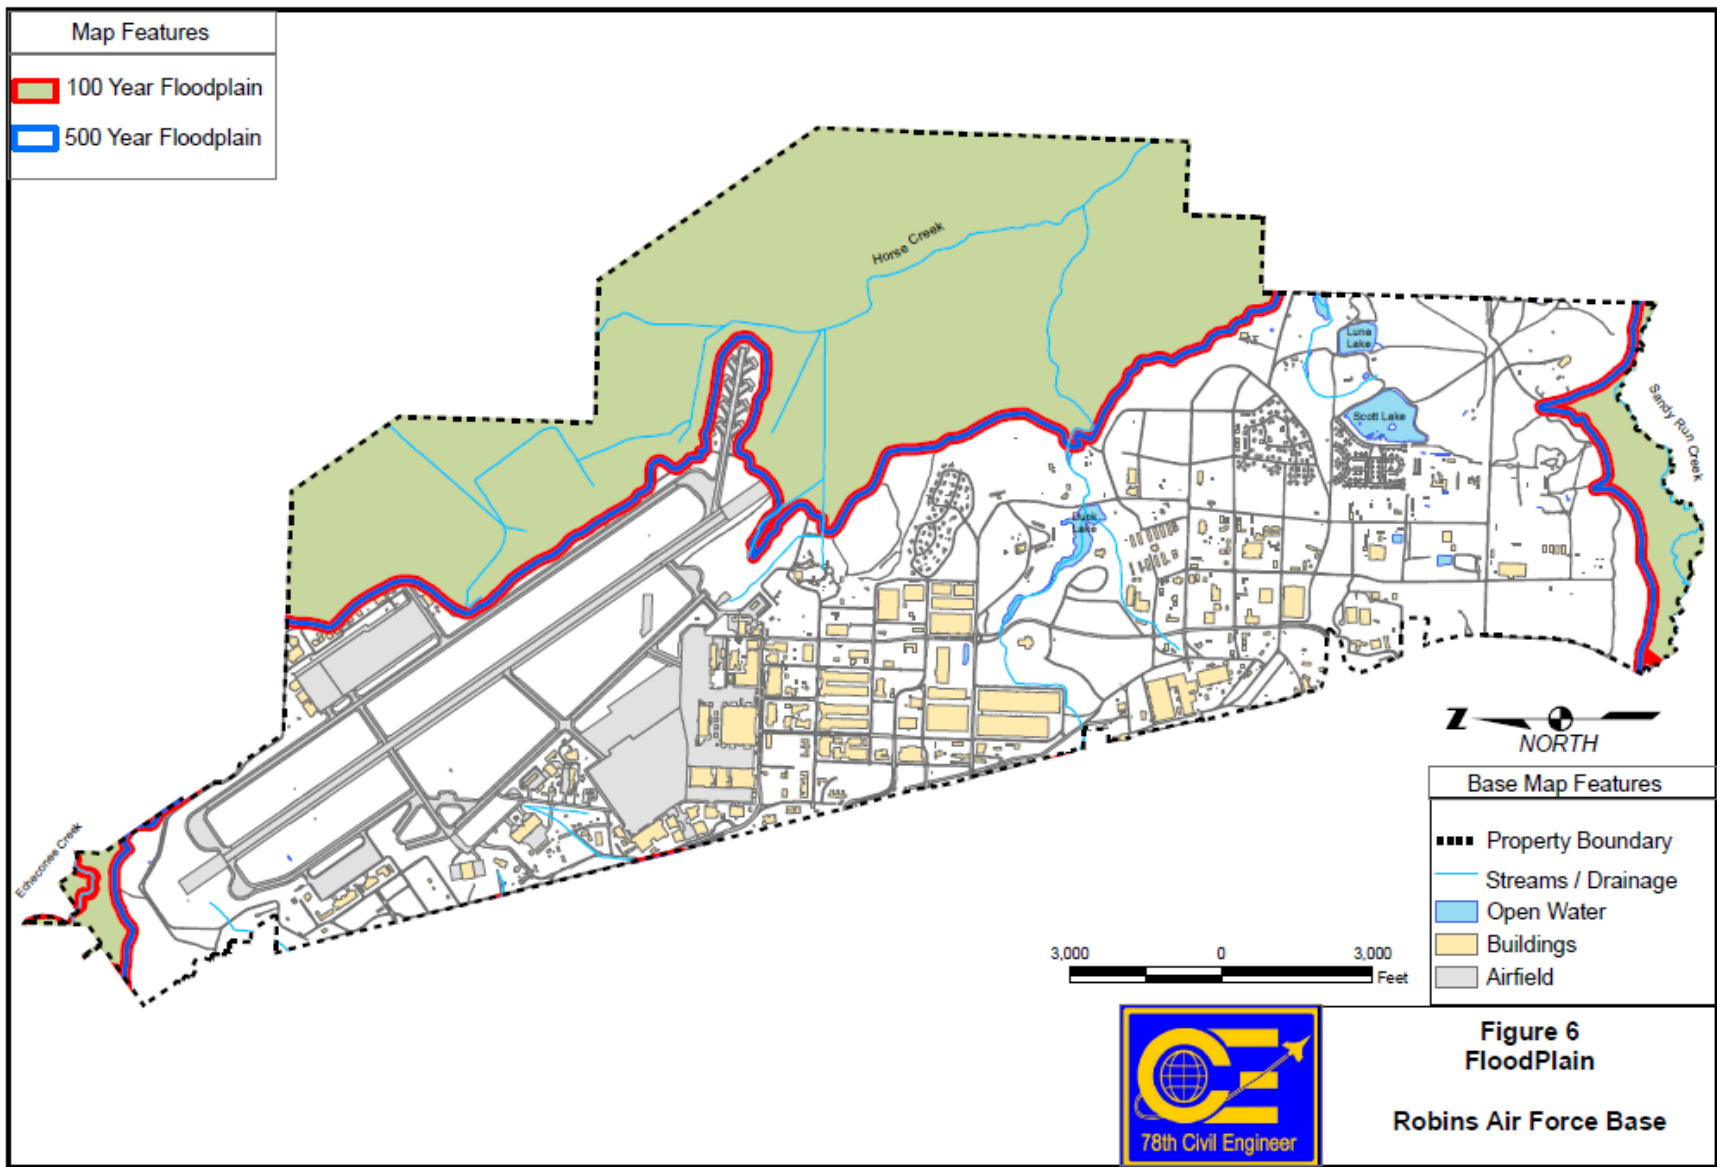 Map Features
100 Year Floodplain
500 Year Floodplain
Horse Creek
Luna
Lake
Scott Lake
Sandy Run Creek
Duck
Lake
Echeconee Creek
Z
NORTH
Base Map Features
Property Boundary
Streams / Drainage
Open Water
Buildings
Airfield
3,000 0 3,000
Feet
CE
78th Civil Engineer
Figure 6
FloodPlain
Robins Air Force Base